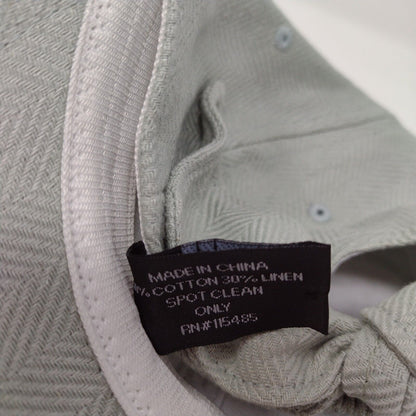 MADE IN CHINA
% COTTON 30% LINEN
SPOT CLEAN
ONLY
RN#115485